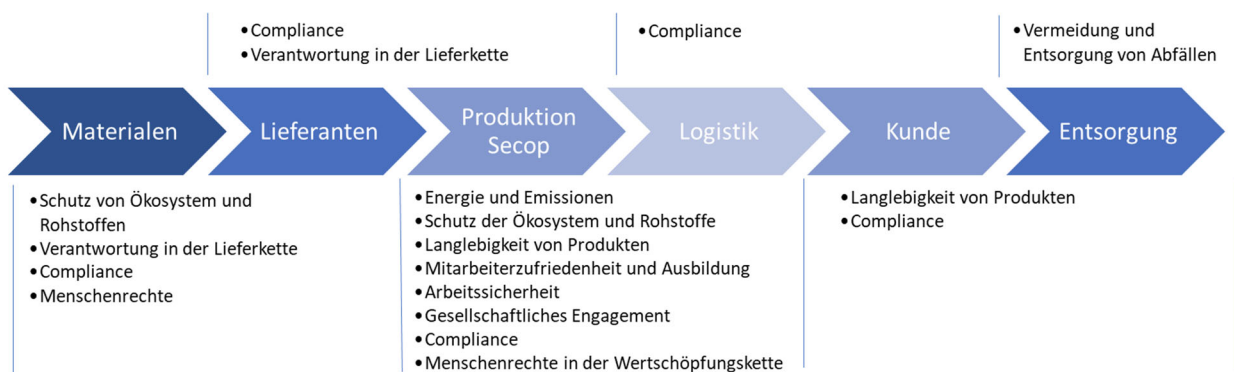 •Compliance
•Verantwortung in der Lieferkette
•Compliance
•Vermeidung und
Entsorgung von Abfällen
Materialen
Lieferanten
Produktion
Secop
Logistik
Kunde
Entsorgung
•Schutz von Ökosystem und
Rohstoffen
•Verantwortung in der Lieferkette
•Compliance
•Menschenrechte
•Energie und Emissionen
•Schutz der Ökosystem und Rohstoffe
•Langlebigkeit von Produkten
•Mitarbeiterzufriedenheit und Ausbildung
•Arbeitssicherheit
•Gesellschaftliches Engagement
•Compliance
•Menschenrechte in der Wertschöpfungskette
•Langlebigkeit von Produkten
•Compliance